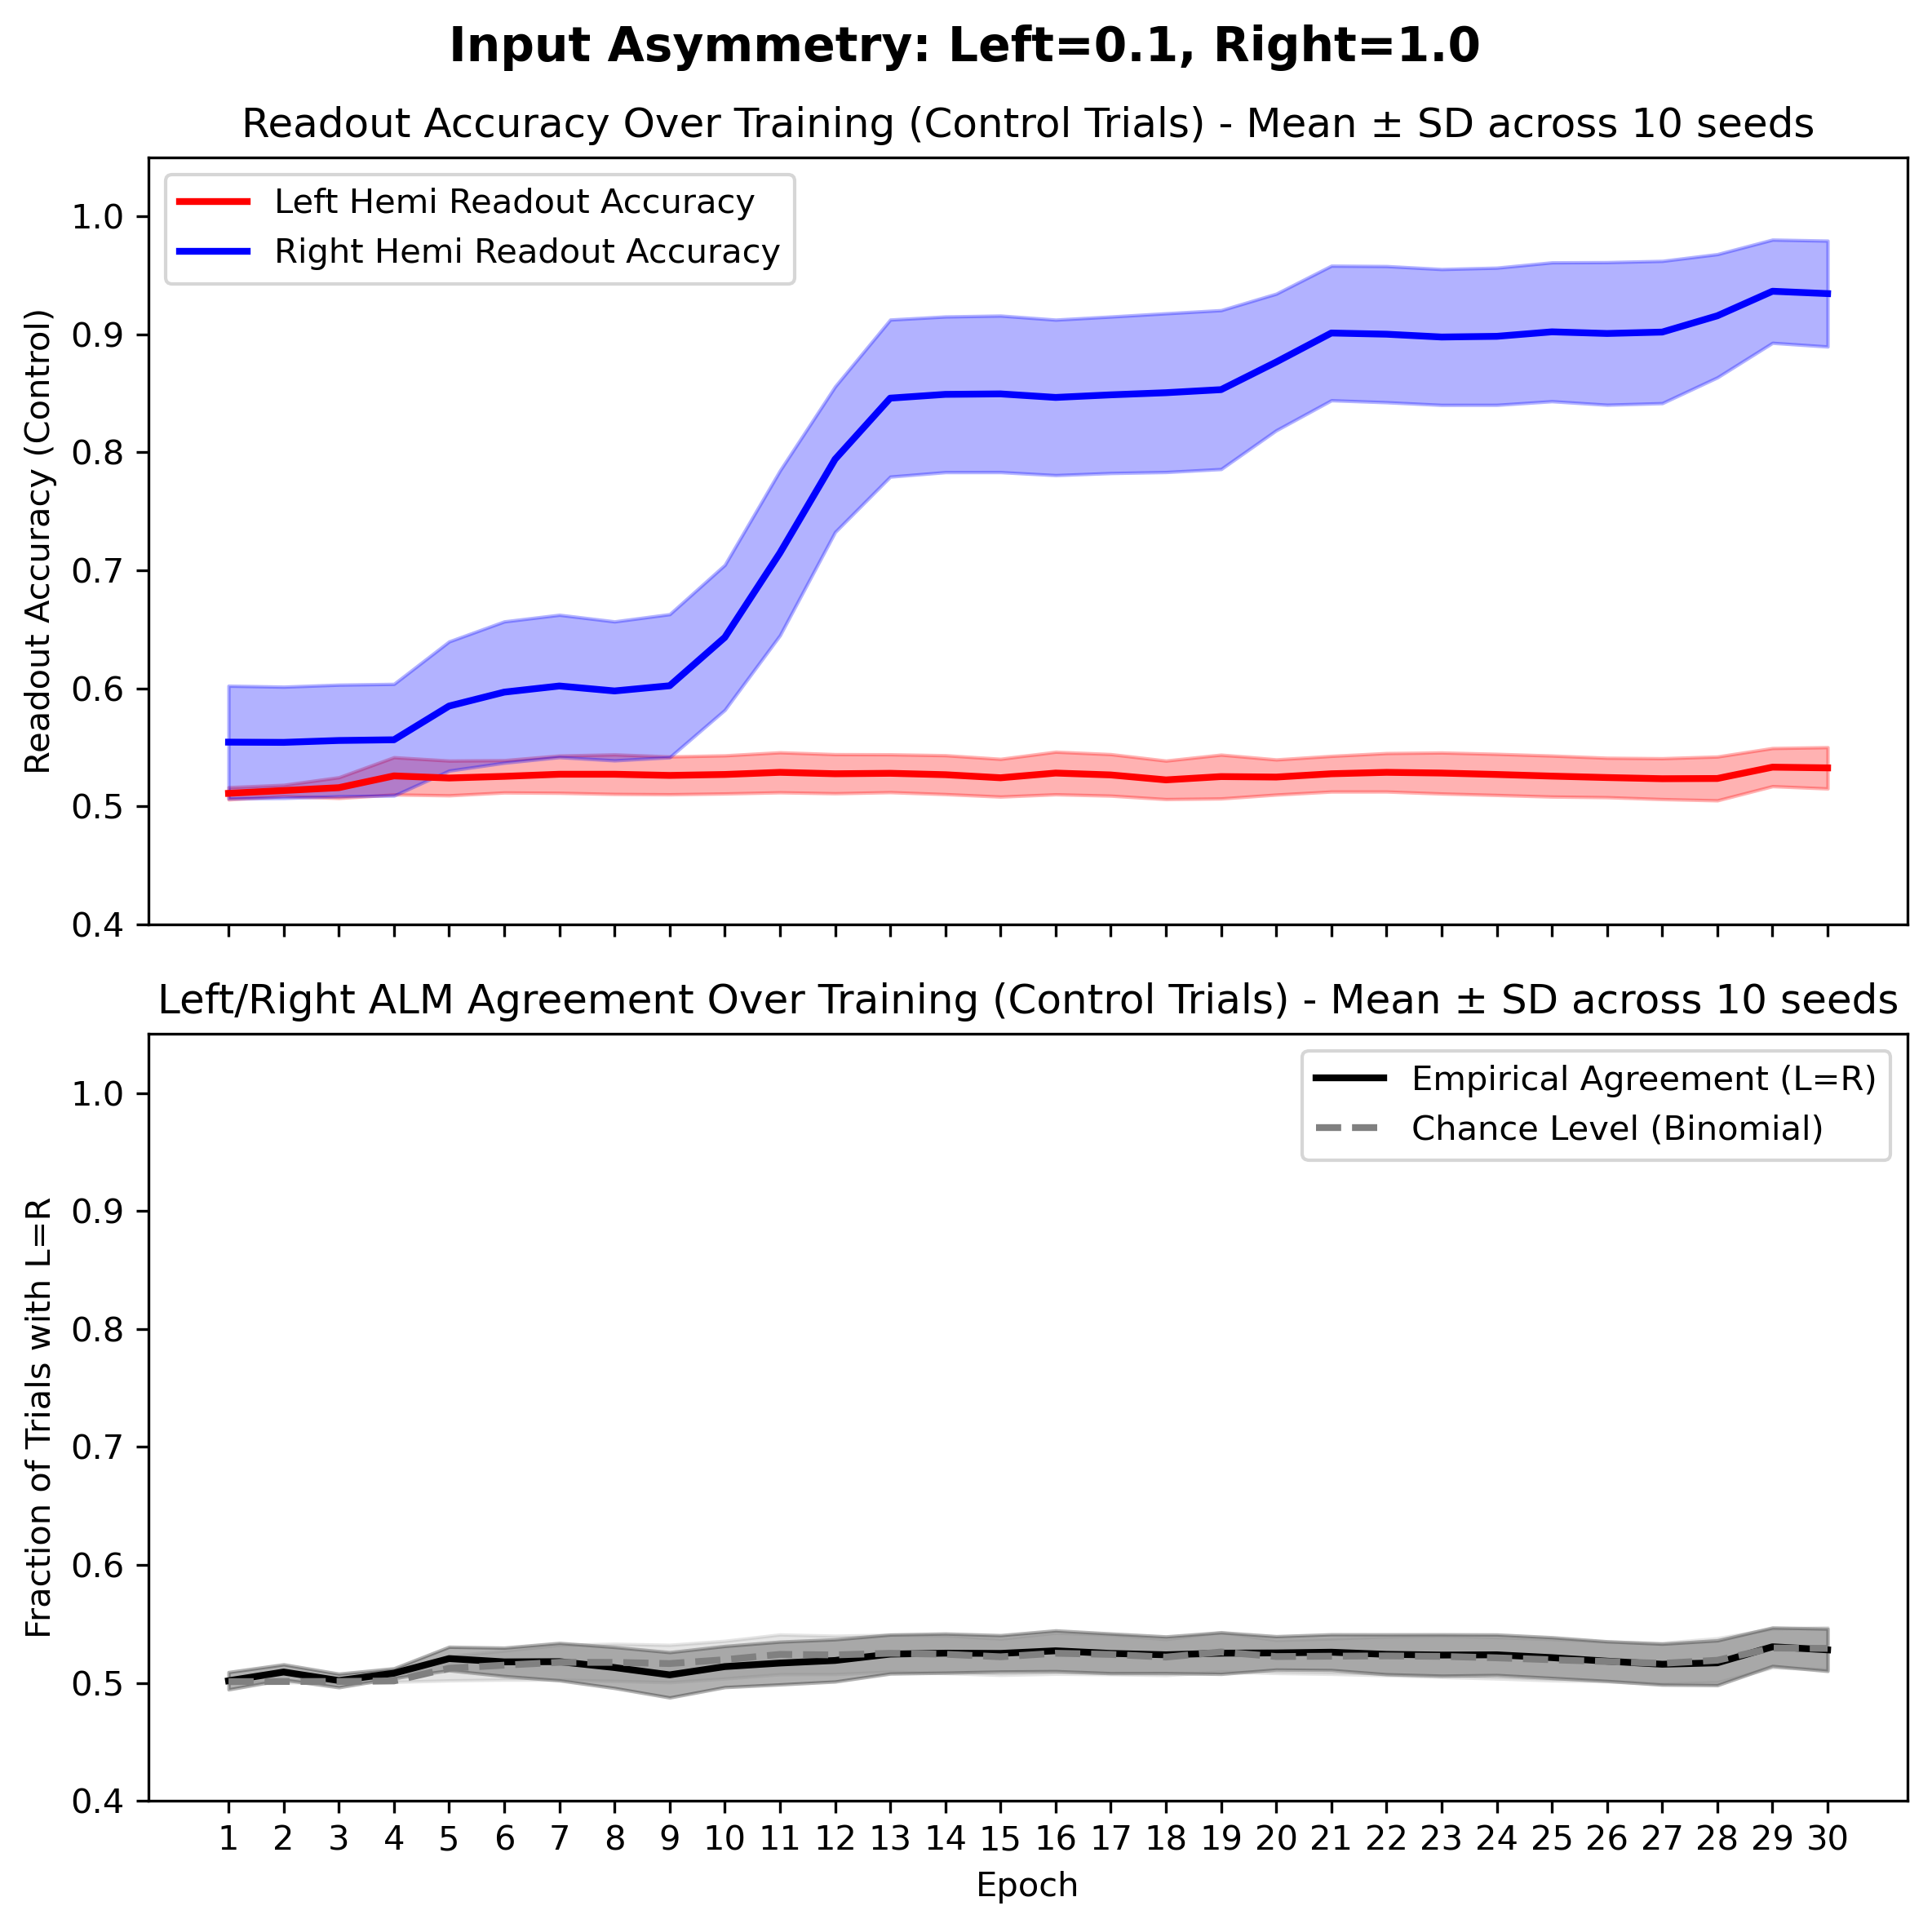 Input Asymmetry: Left=0.1, Right=1.0
Readout Accuracy Over Training (Control Trials) - Mean ± SD across 10 seeds
Left Hemi Readout Accuracy
Right Hemi Readout Accuracy
Readout Accuracy (Control)
1.0
0.9
0.8
0.7
0.6
0.5
0.4
Left/Right ALM Agreement Over Training (Control Trials) - Mean ± SD across 10 seeds
Empirical Agreement (L=R)
Chance Level (Binomial)
Fraction of Trials with L=R
1.0
0.9
0.8
0.7
0.6
0.5
0.4
1 2 3 4 5 6 7 8 9 10 11 12 13 14 15 16 17 18 19 20 21 22 23 24 25 26 27 28 29 30
Epoch